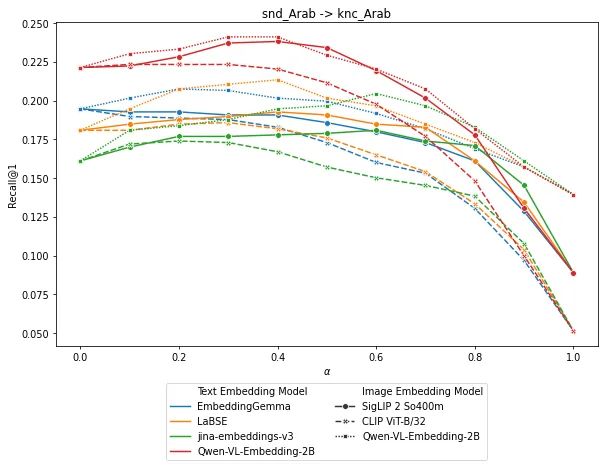 snd_Arab -> knc_Arab
Recall@1
0.250
0.225
0.200
0.175
0.150
0.125
0.100
0.075
0.050
0.0 0.2 0.4 0.6 0.8 1.0
α
Text Embedding Model
EmbeddingGemma
LaBSE
jina-embeddings-v3
Qwen-VL-Embedding-2B
Image Embedding Model
SigLIP 2 So400m
CLIP ViT-B/32
Qwen-VL-Embedding-2B